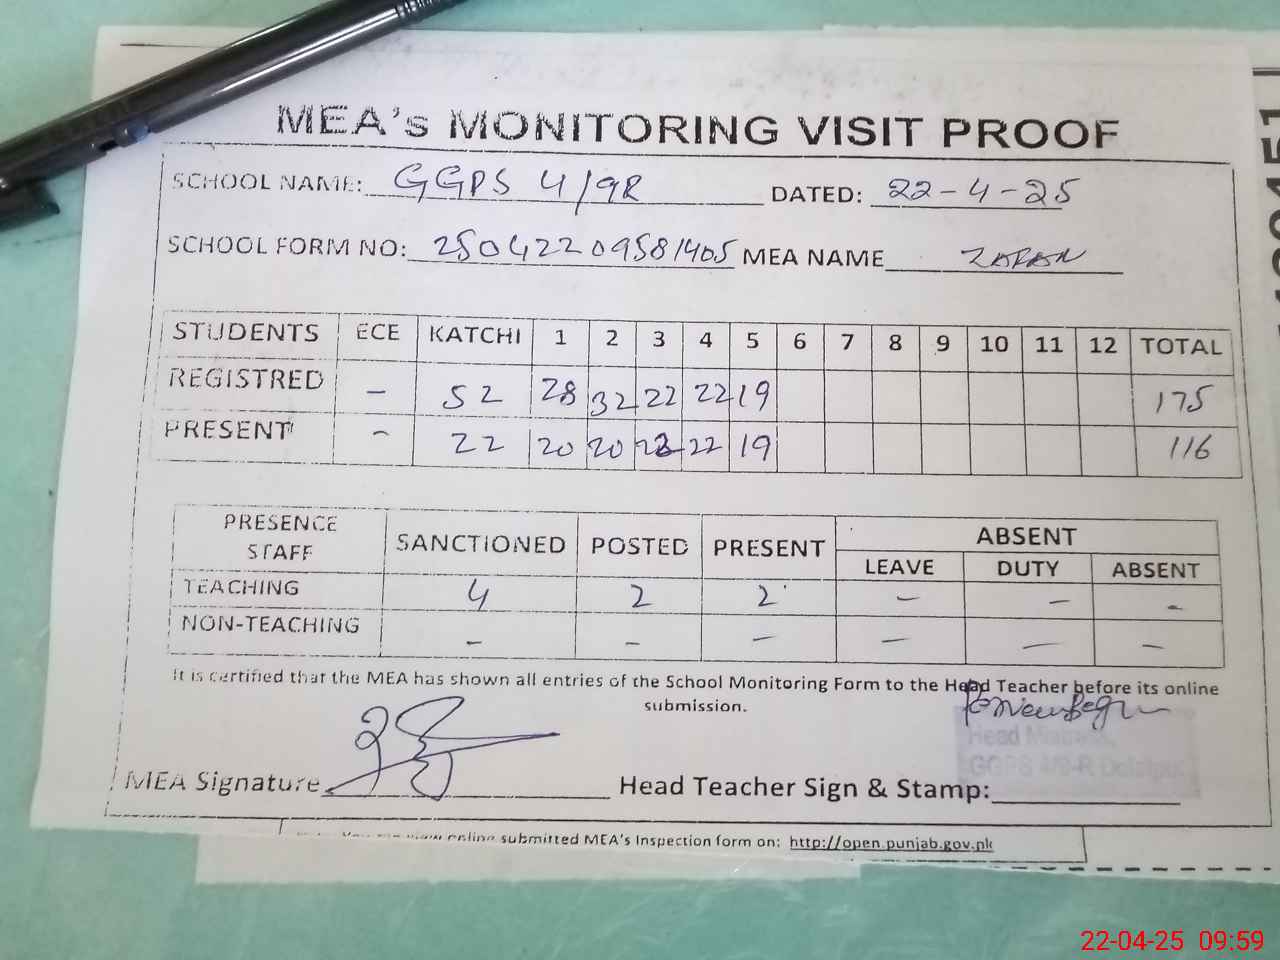 MEA's MONITORING VISIT PROOF
SCHOOL NAME: GGPS 4/9R DATED: 22-4-25
SCHOOL FORM NO: 25042209581405 MEA NAME
STUDENTS ECE KATCHI 1 2 3 4 5 6 7 8 9 10 11 12 TOTAL
REGISTRED - 52 28 32 22 22 19 175
PRESENT - 22 20 20 22 19 116
PRESENCE STAFF SANCTIONED POSTED PRESENT ABSENT
LEAVE DUTY ABSENT
TEACHING 4 2 2 - - -
NON-TEACHING - - - - - -
It is certified that the MEA has shown all entries of the School Monitoring Form to the Head Teacher before its online
submission.
Head Mistress
GGPS
MEA Signature Head Teacher Sign & Stamp:
online submitted MEA's Inspection form on: http://open.punjab.gov.pk
22-04-25 09:59